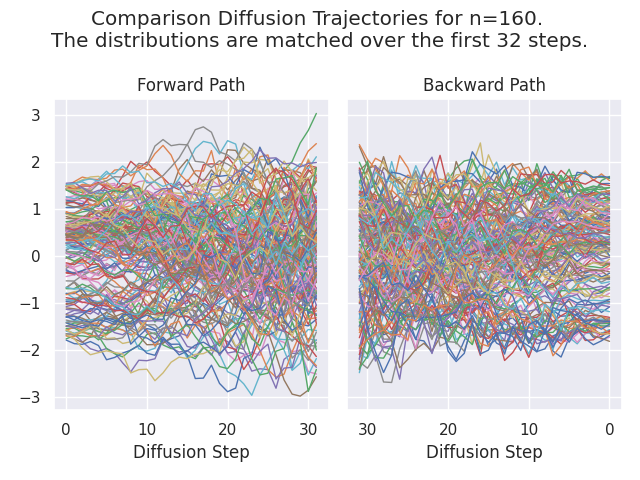 Comparison Diffusion Trajectories for n=160.
The distributions are matched over the first 32 steps.
Forward Path
Backward Path
3
2
1
0
−1
−2
−3
0 10 20 30
30 20 10 0
Diffusion Step
Diffusion Step